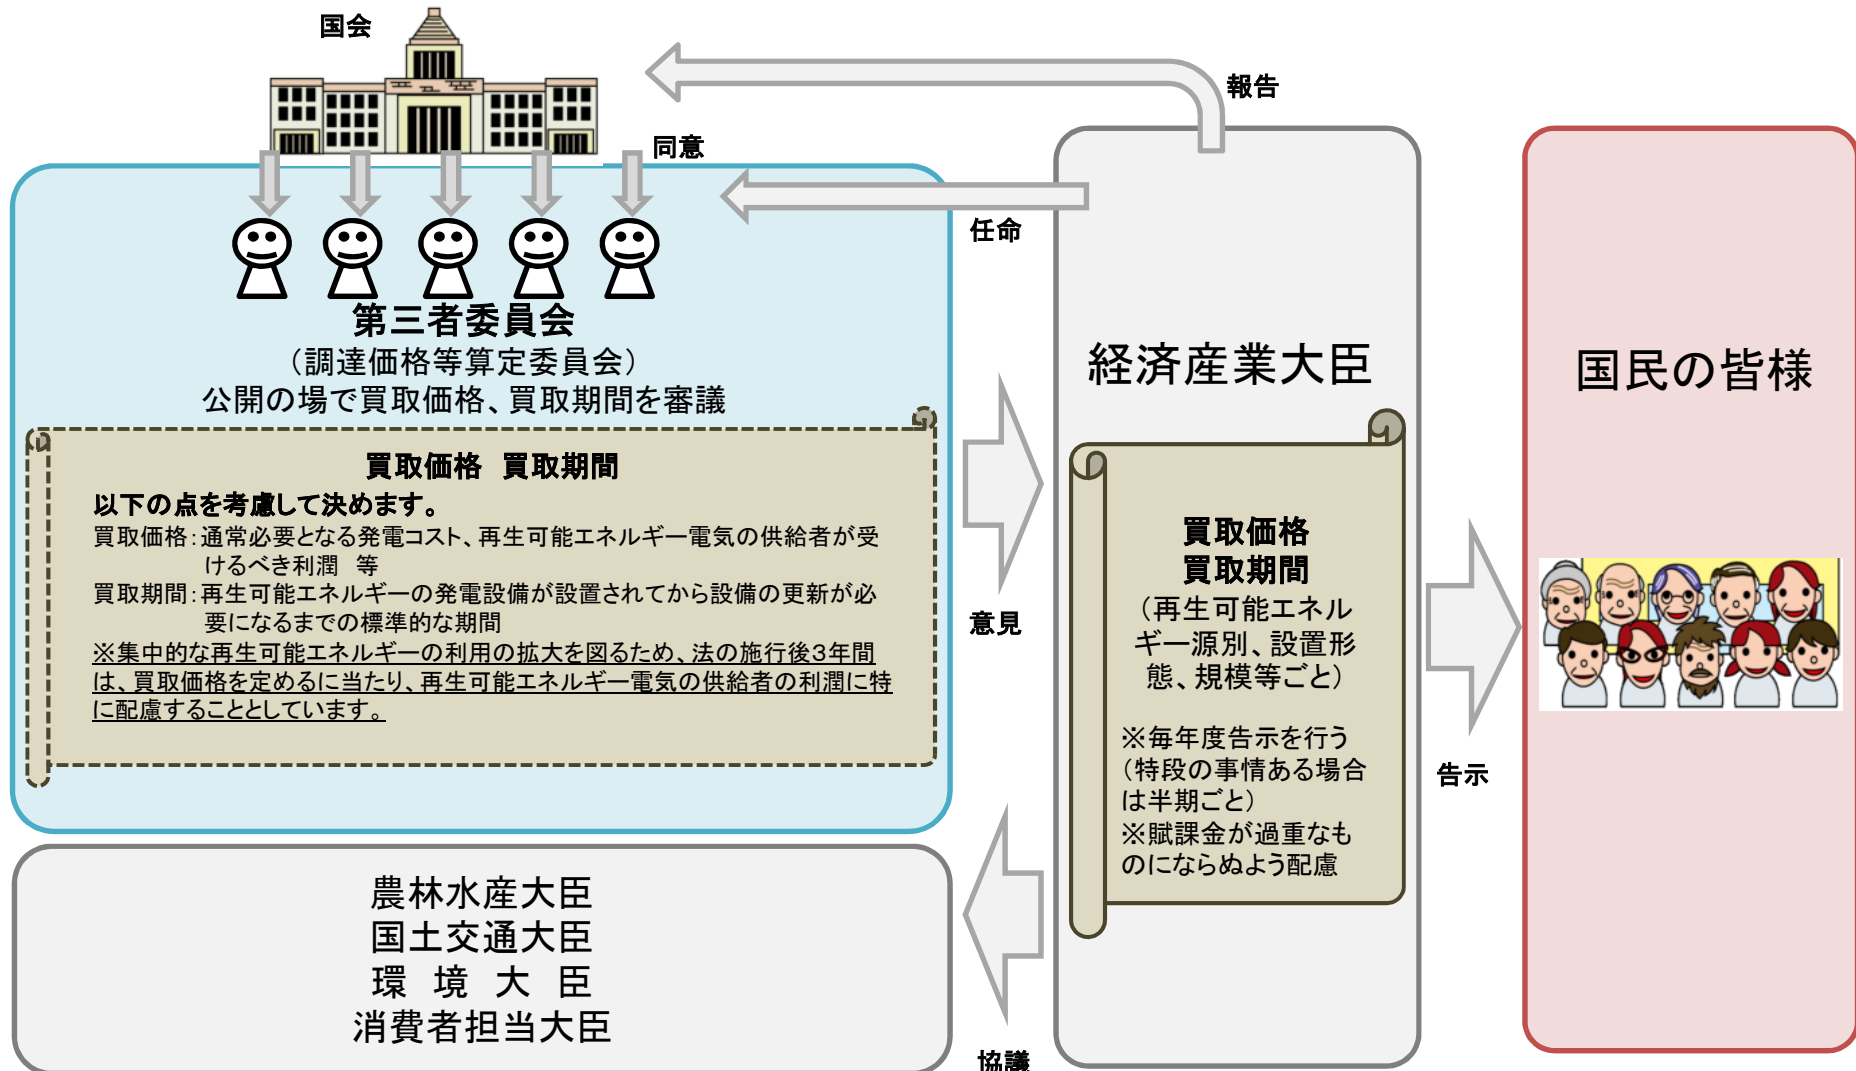 国会
報告
同意
任命
第三者委員会
（調達価格等算定委員会）
公開の場で買取価格、買取期間を審議
買取価格　買取期間
以下の点を考慮して決めます。
買取価格：通常必要となる発電コスト、再生可能エネルギー電気の供給者が受
けるべき利潤　等
買取期間：再生可能エネルギーの発電設備が設置されてから設備の更新が必
要になるまでの標準的な期間
※集中的な再生可能エネルギーの利用の拡大を図るため、法の施行後３年間
は、買取価格を定めるに当たり、再生可能エネルギー電気の供給者の利潤に特
に配慮することとしています。
意見
経済産業大臣
買取価格
買取期間
（再生可能エネル
ギー源別、設置形
態、規模等ごと）
※毎年度告示を行う
（特段の事情ある場合
は半期ごと）
※賦課金が過重なも
のにならぬよう配慮
告示
国民の皆様
農林水産大臣
国土交通大臣
環　境　大　臣
消費者担当大臣
協議